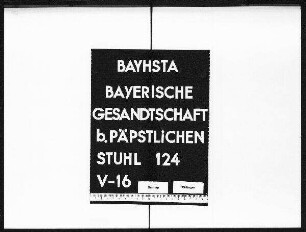 BAYHSTA
BAYERISCHE
GESANDTSCHAFT
b. PÄPSTLICHEN
STUHL 124
V-16